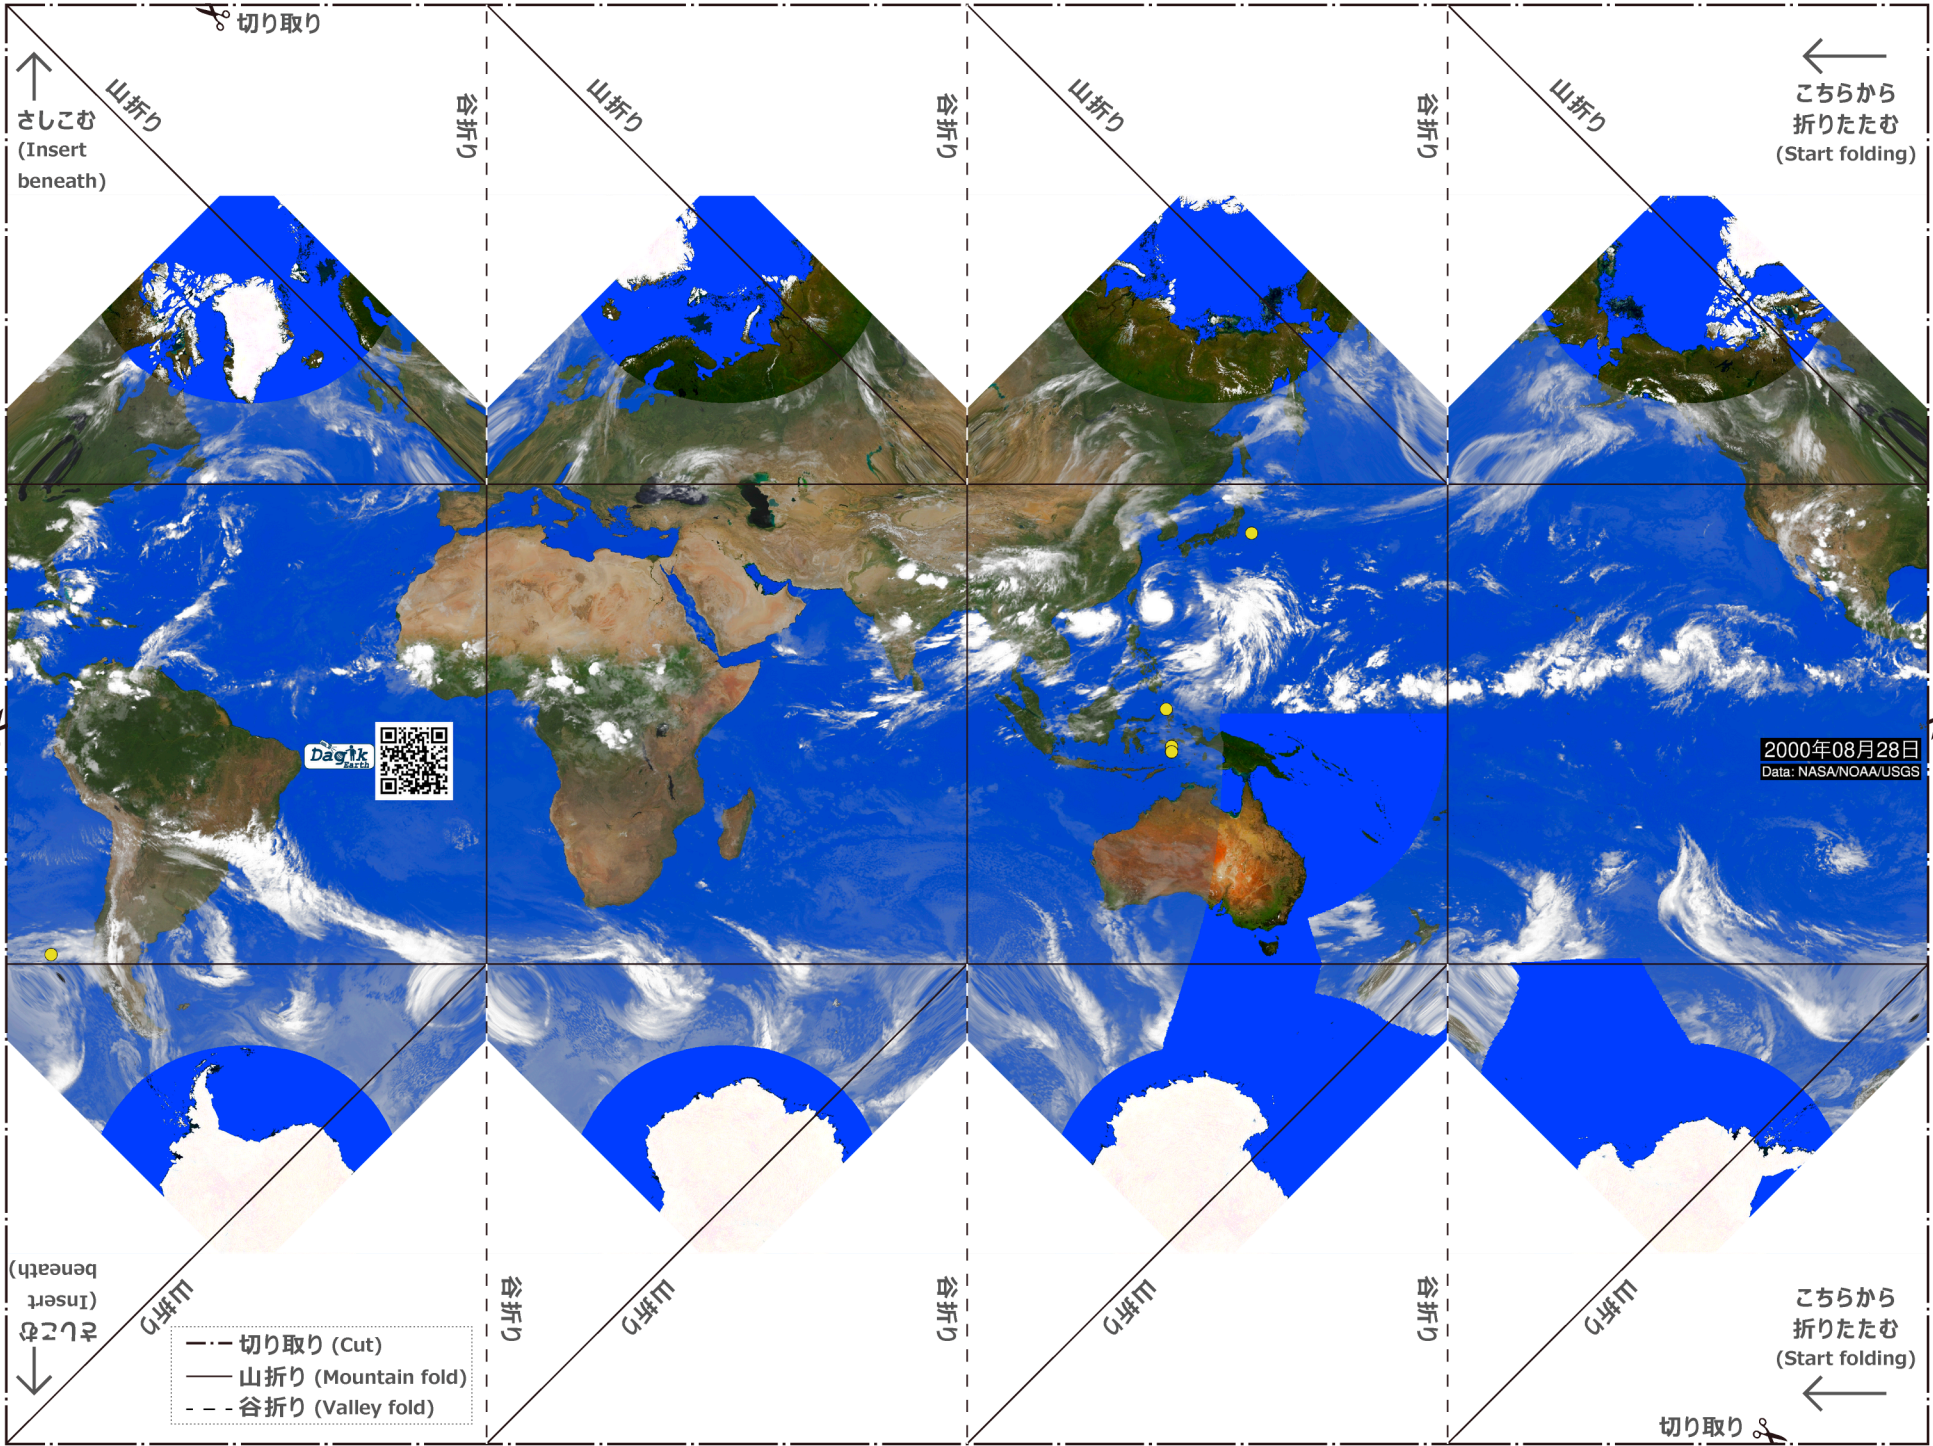 切り取り
さしこむ
(Insert
beneath)
山折り
谷折り
山折り
谷折り
山折り
谷折り
山折り
こちらから
折りたたむ
(Start folding)
Dagik
Earth
2000年08月28日
Data: NASA/NOAA/USGS
さしこむ
(Insert
beneath)
山折り
谷折り
山折り
谷折り
山折り
谷折り
山折り
こちらから
折りたたむ
(Start folding)
切り取り (Cut)
山折り (Mountain fold)
谷折り (Valley fold)
切り取り